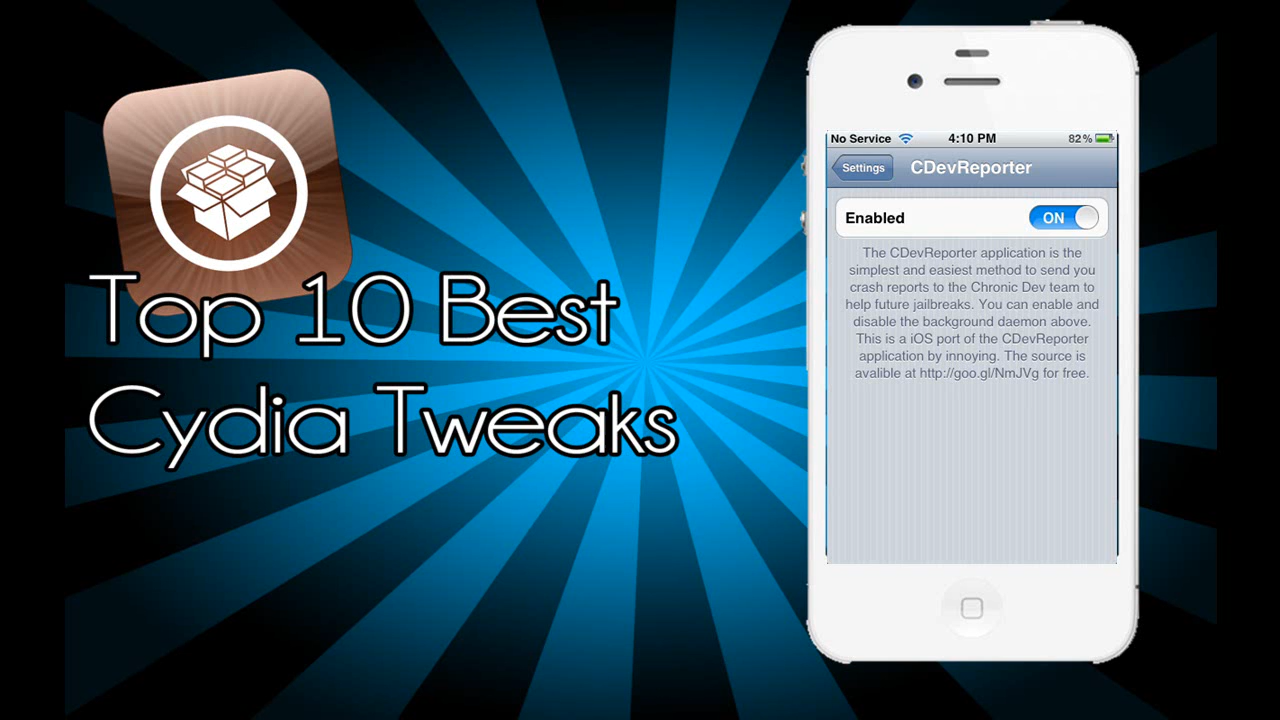 Top 10 Best
Cydia Tweaks
No Service
4:10 PM
82%
Settings
CDevReporter
Enabled
ON
The CDevReporter application is the
simplest and easiest method to send you
crash reports to the Chronic Dev team to
help future jailbreaks. You can enable and
disable the background daemon above.
This is a iOS port of the CDevReporter
application by innoying. The source is
avalible at http://goo.gl/NmJVg for free.